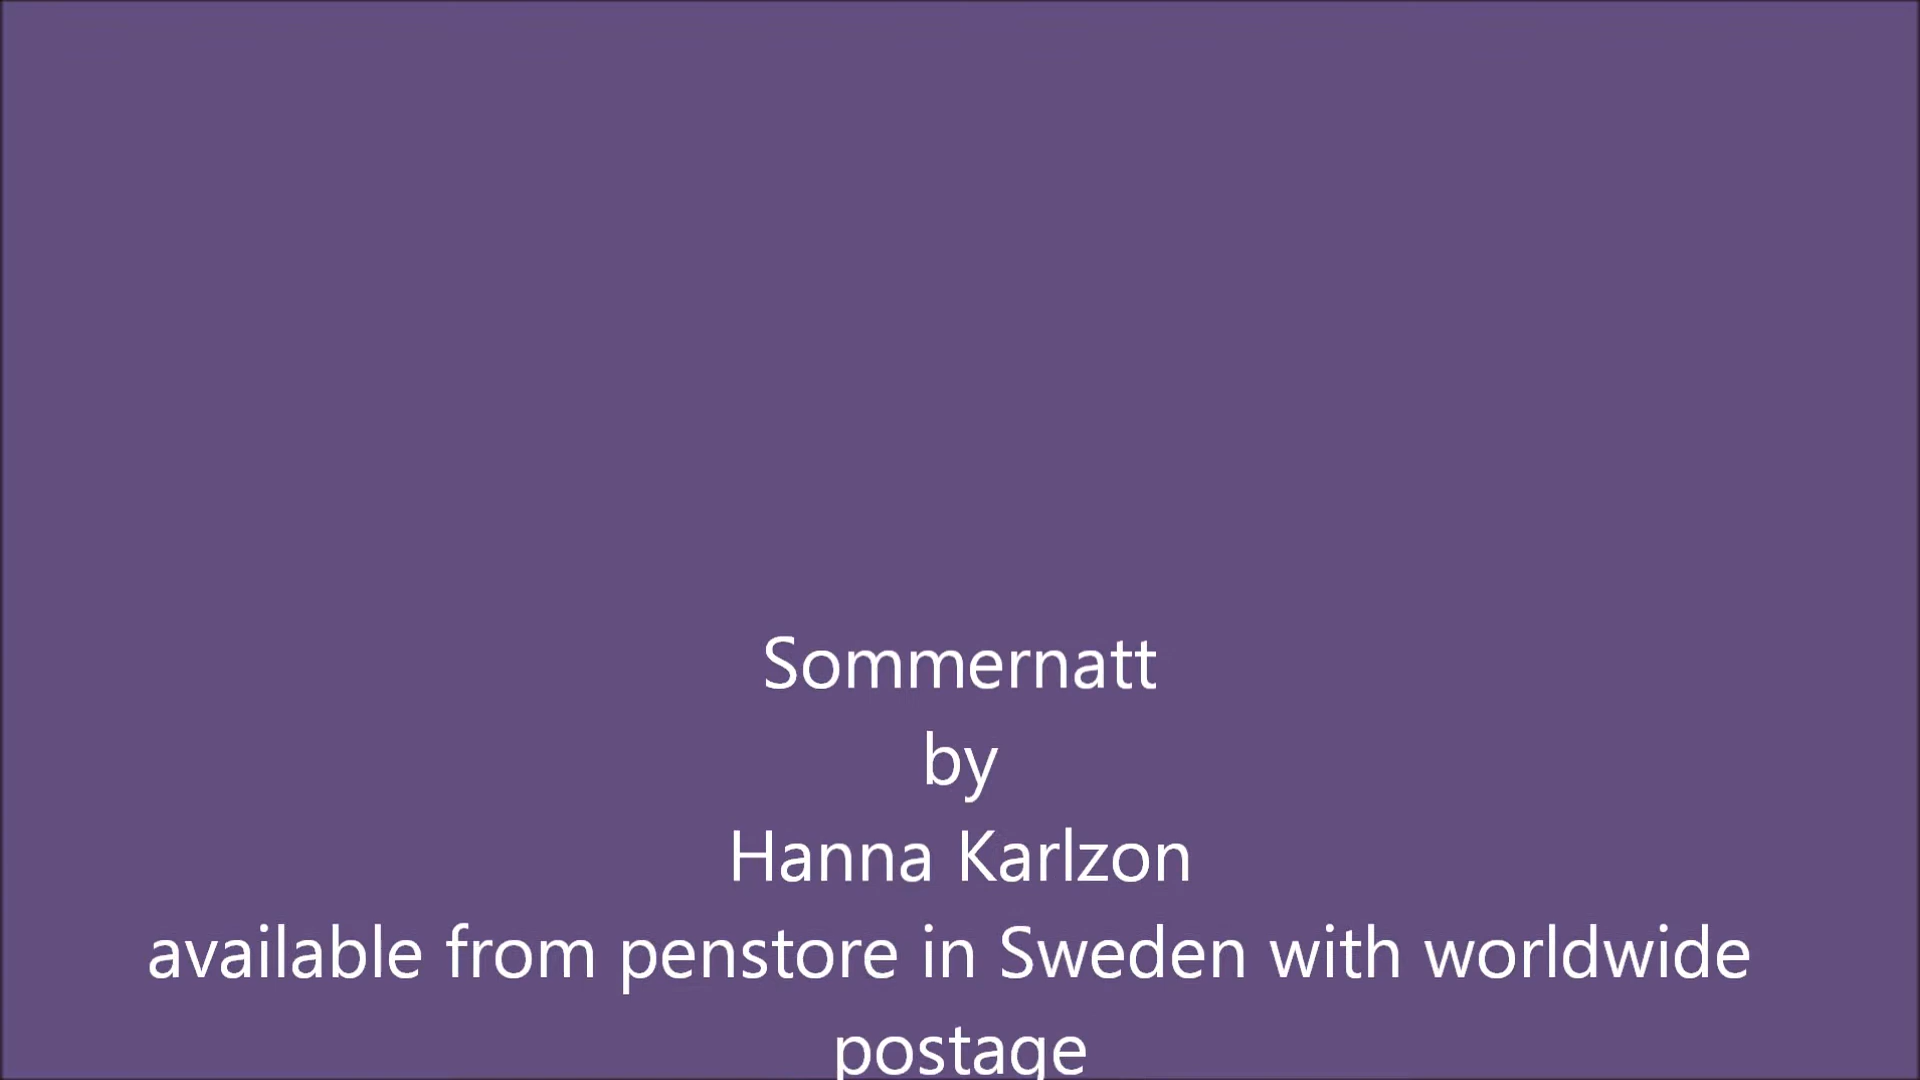 Sommernatt
by
Hanna Karlzon
available from penstore in Sweden with worldwide
postage